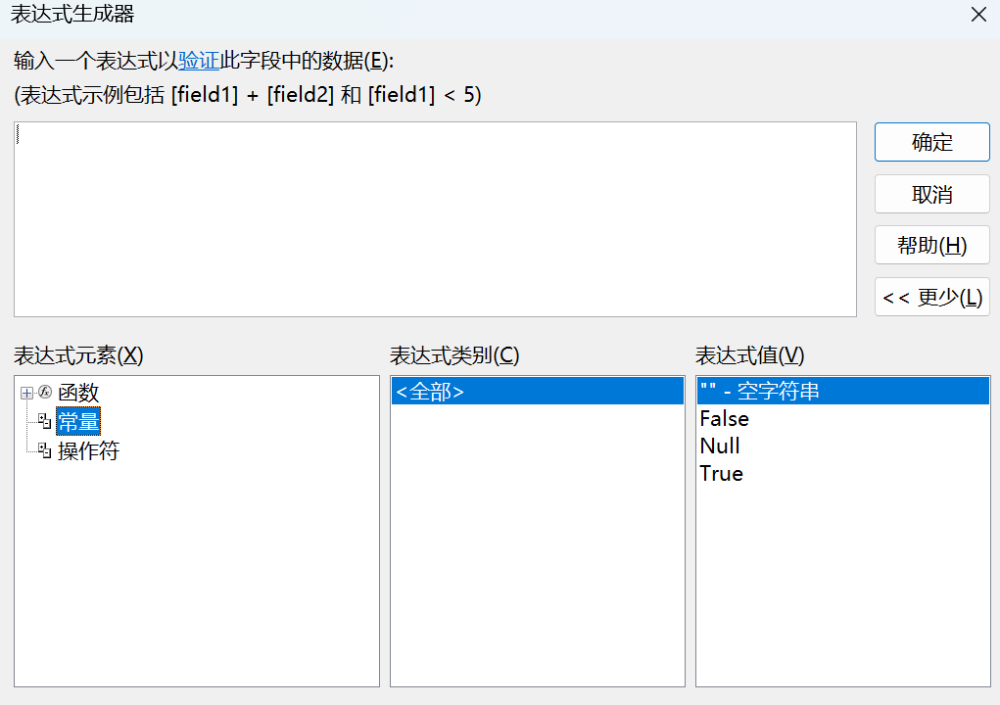 表达式生成器
输入一个表达式以验证此字段中的数据(E):
(表达式示例包括 [field1] + [field2] 和 [field1] < 5)
确定
取消
帮助(H)
<< 更少(L)
表达式元素(X)
函数
常量
操作符
表达式类别(C)
<全部>
表达式值(V)
"" - 空字符串
False
Null
True